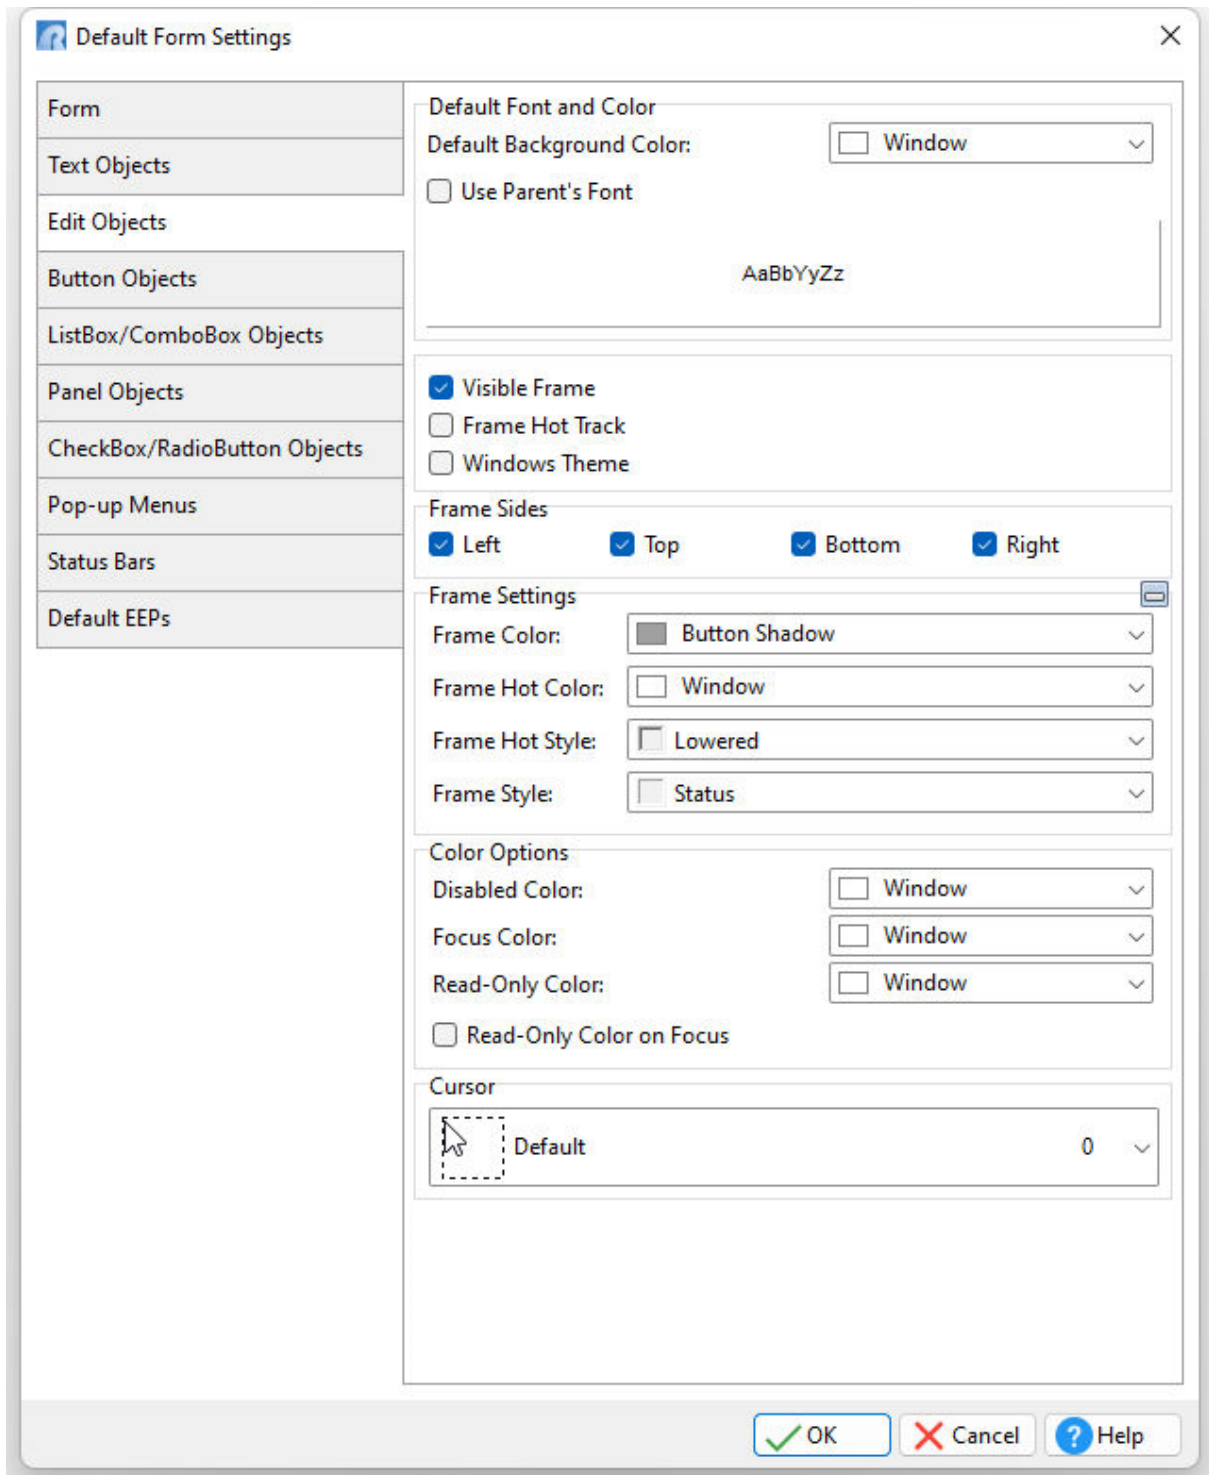 Default Form Settings
Form
Text Objects
Edit Objects
Button Objects
ListBox/ComboBox Objects
Panel Objects
CheckBox/RadioButton Objects
Pop-up Menus
Status Bars
Default EEPs
Default Font and Color
Default Background Color: Window
Use Parent's Font
AaBbYyZz
Visible Frame
Frame Hot Track
Windows Theme
Frame Sides
Left Top Bottom Right
Frame Settings
Frame Color: Button Shadow
Frame Hot Color: Window
Frame Hot Style: Lowered
Frame Style: Status
Color Options
Disabled Color: Window
Focus Color: Window
Read-Only Color: Window
Read-Only Color on Focus
Cursor
Default 0
OK Cancel ? Help